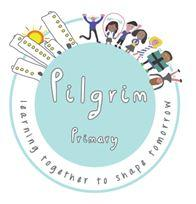 Pilgrim
Primary
learning together to shape tomorrow